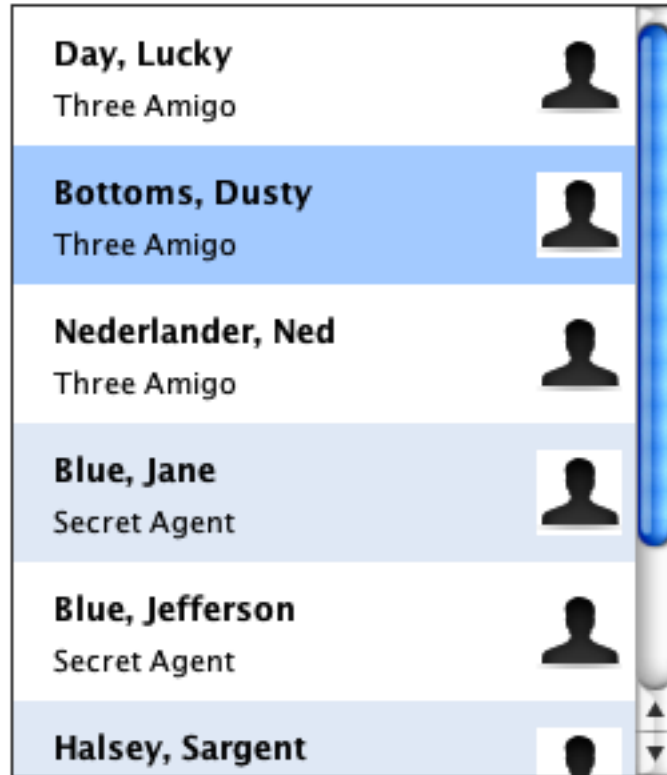 Day, Lucky
Three Amigo
Bottoms, Dusty
Three Amigo
Nederlander, Ned
Three Amigo
Blue, Jane
Secret Agent
Blue, Jefferson
Secret Agent
Halsey, Sargent